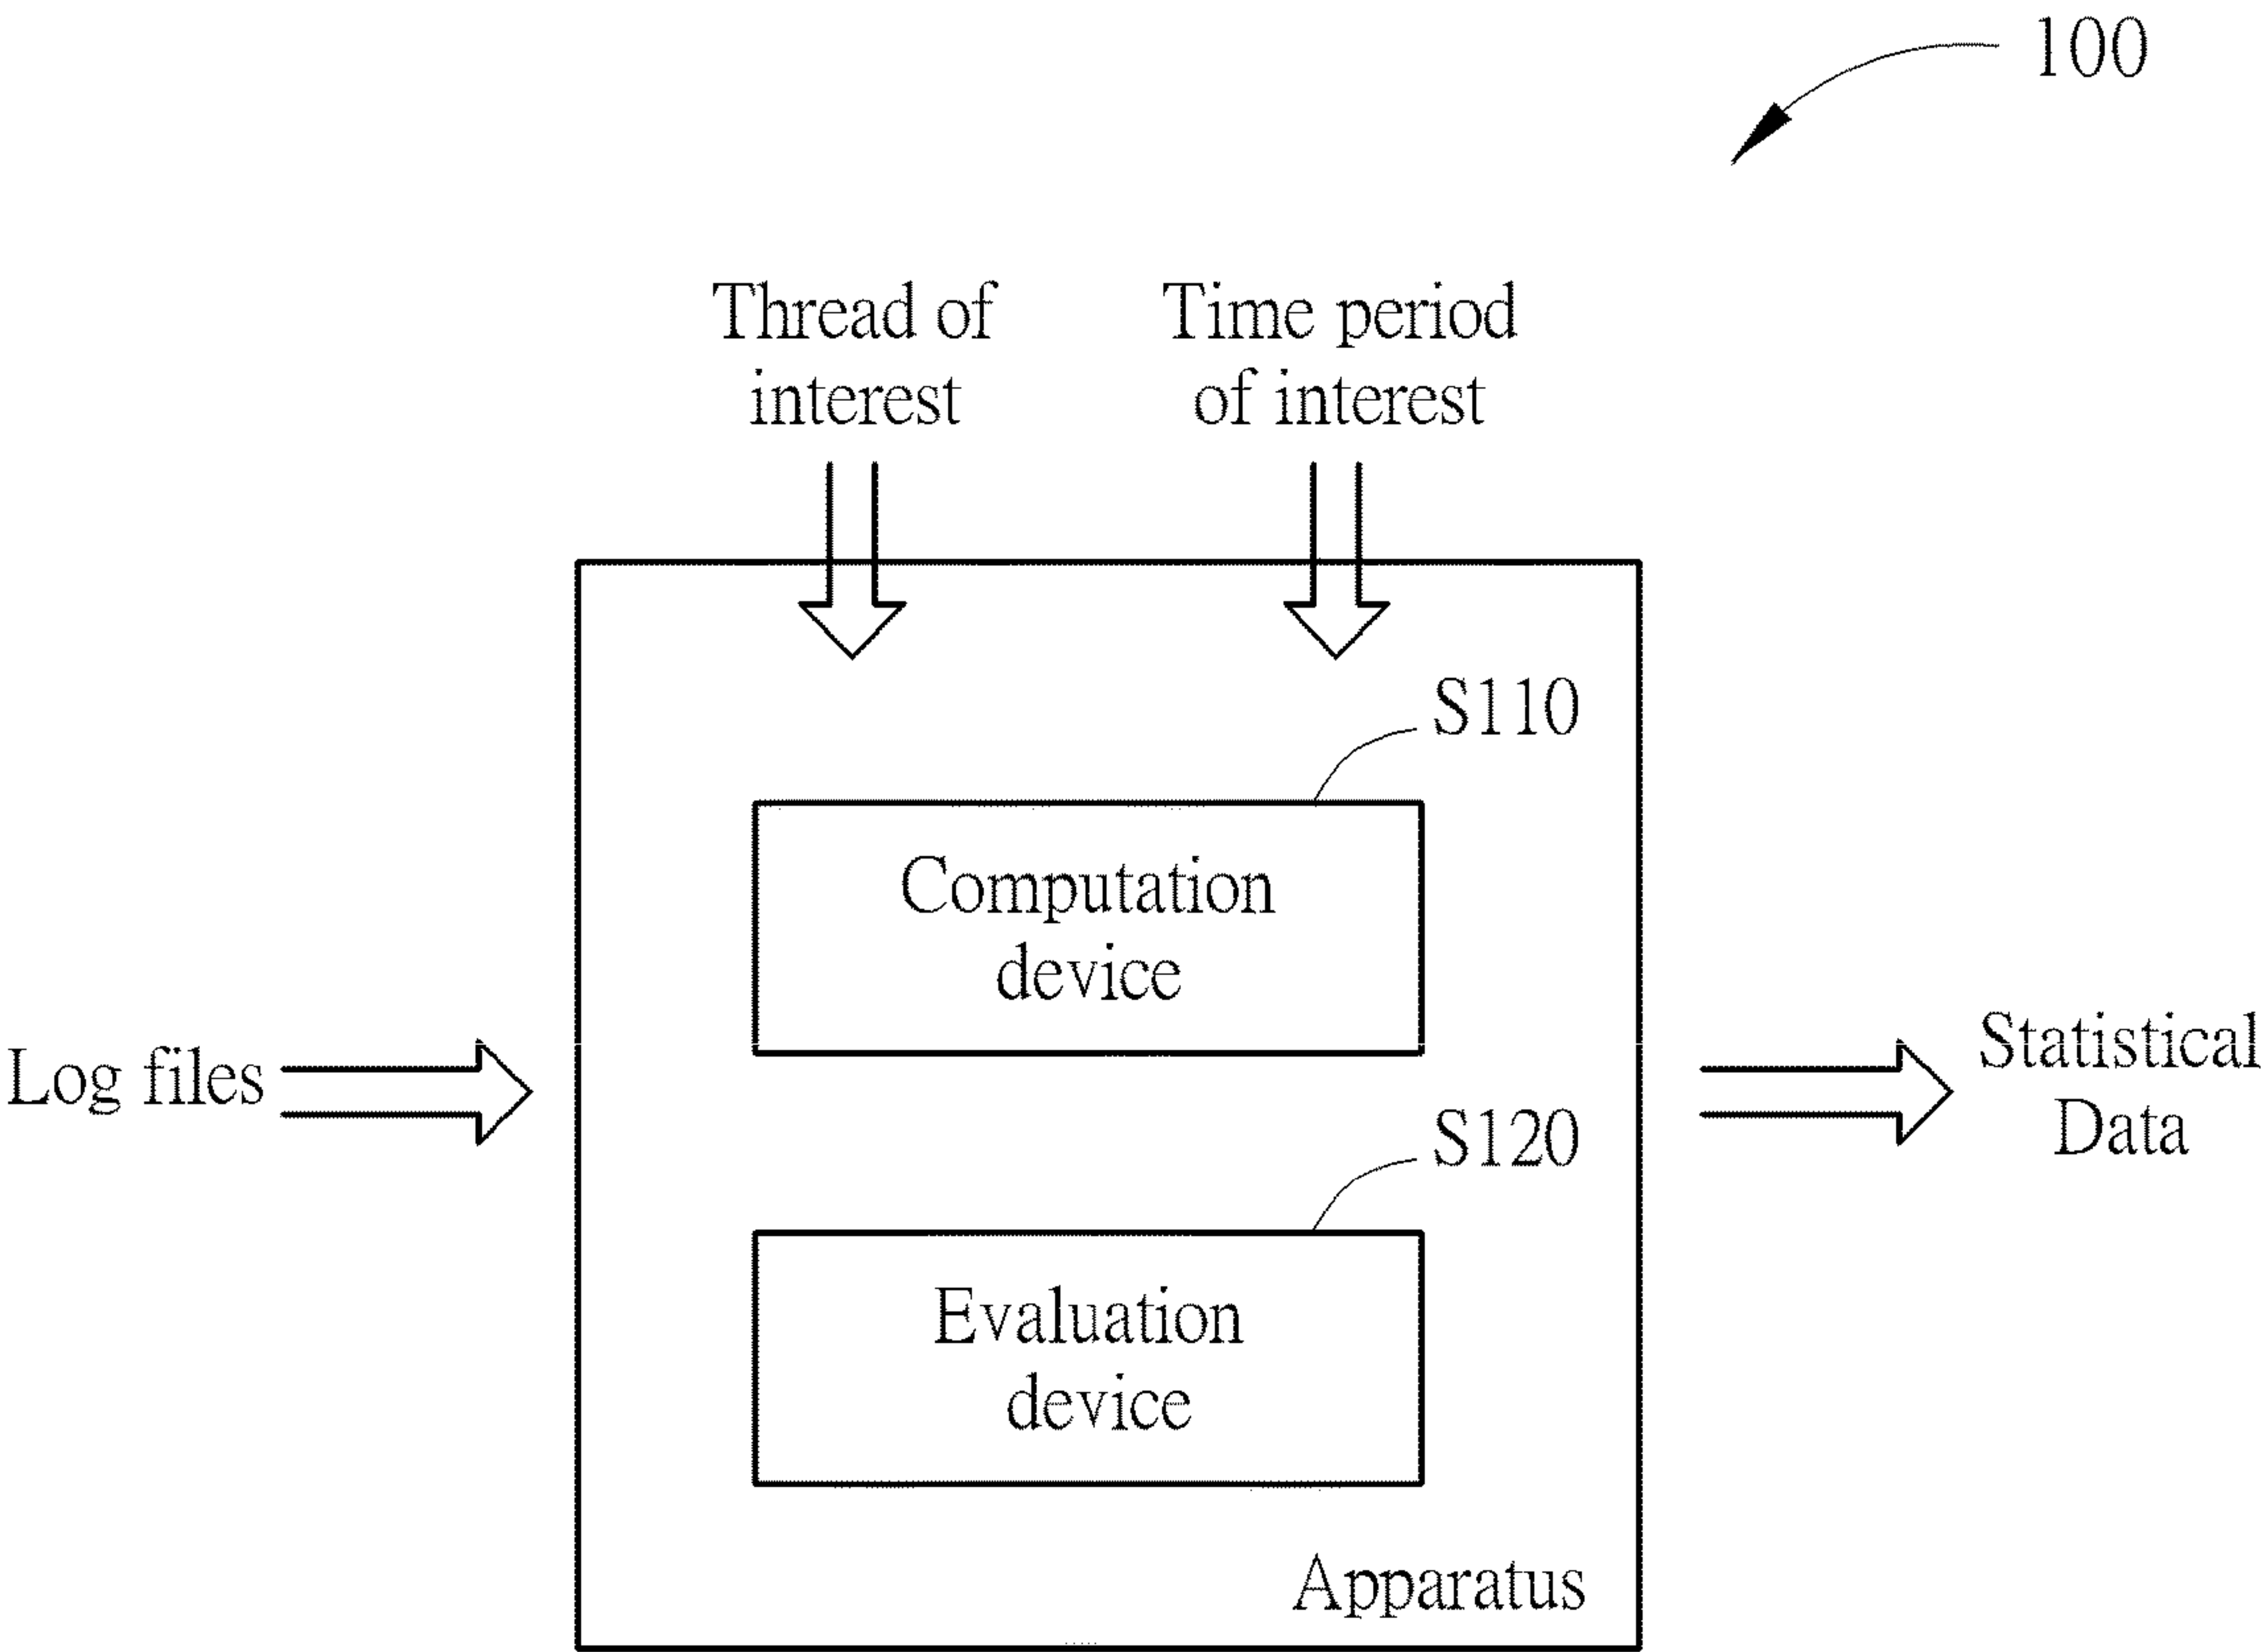 100
Thread of
interest
Time period
of interest
S110
Computation
device
Log files
Statistical
Data
S120
Evaluation
device
Apparatus